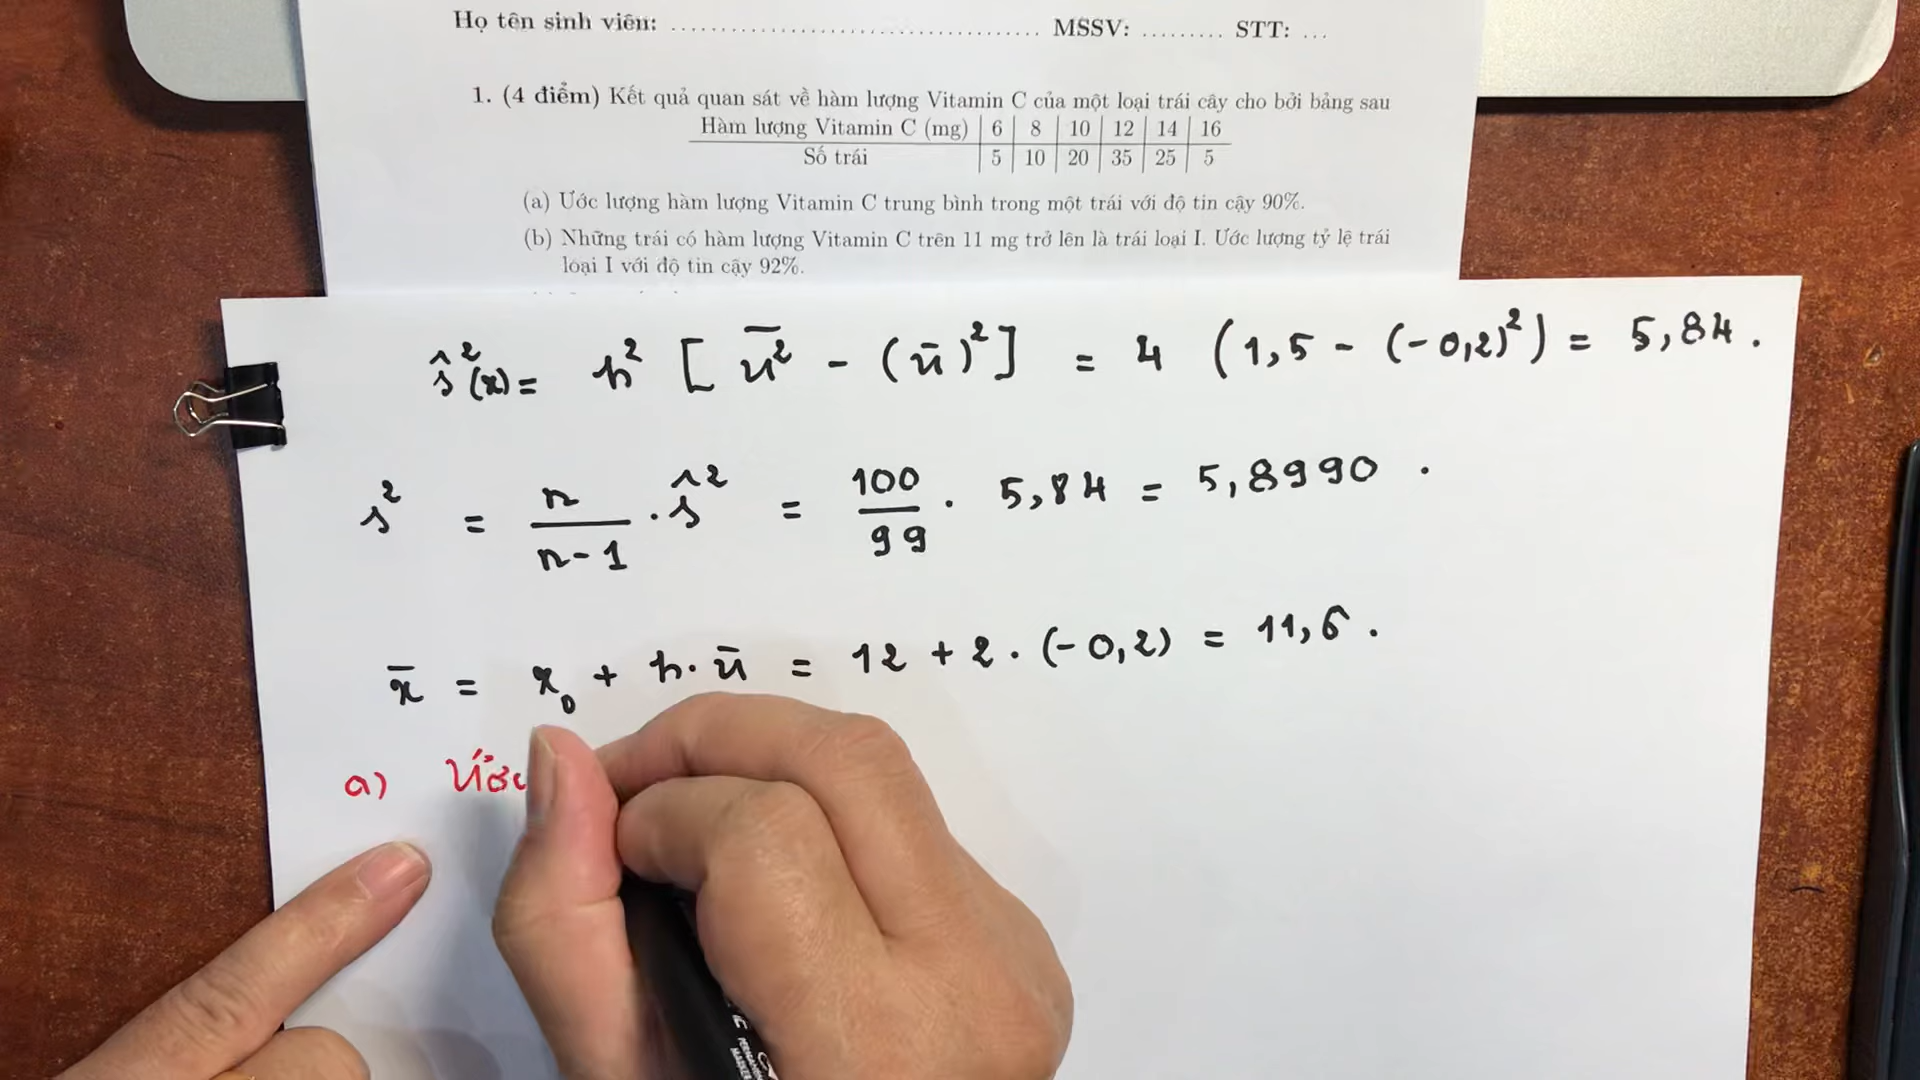 Họ tên sinh viên: ..................................... MSSV: ......... STT: ...
1. (4 điểm) Kết quả quan sát về hàm lượng Vitamin C của một loại trái cây cho bởi bảng sau
Hàm lượng Vitamin C (mg) 6 8 10 12 14 16
Số trái 5 10 20 35 25 5
(a) Ước lượng hàm lượng Vitamin C trung bình trong một trái với độ tin cậy 90%.
(b) Những trái có hàm lượng Vitamin C trên 11 mg trở lên là trái loại I. Ước lượng tỷ lệ trái
loại I với độ tin cậy 92%.
ŝ²(x) = h² [ u̅² - (ū)² ] = 4 (1,5 - (-0,2)²) = 5,84.
s² = n/(n-1) . ŝ² = 100/99 . 5,84 = 5,8990.
x̄ = x₀ + h.ū = 12 + 2.(-0,2) = 11,6.
a) Ước
PERMANENT
MARKER